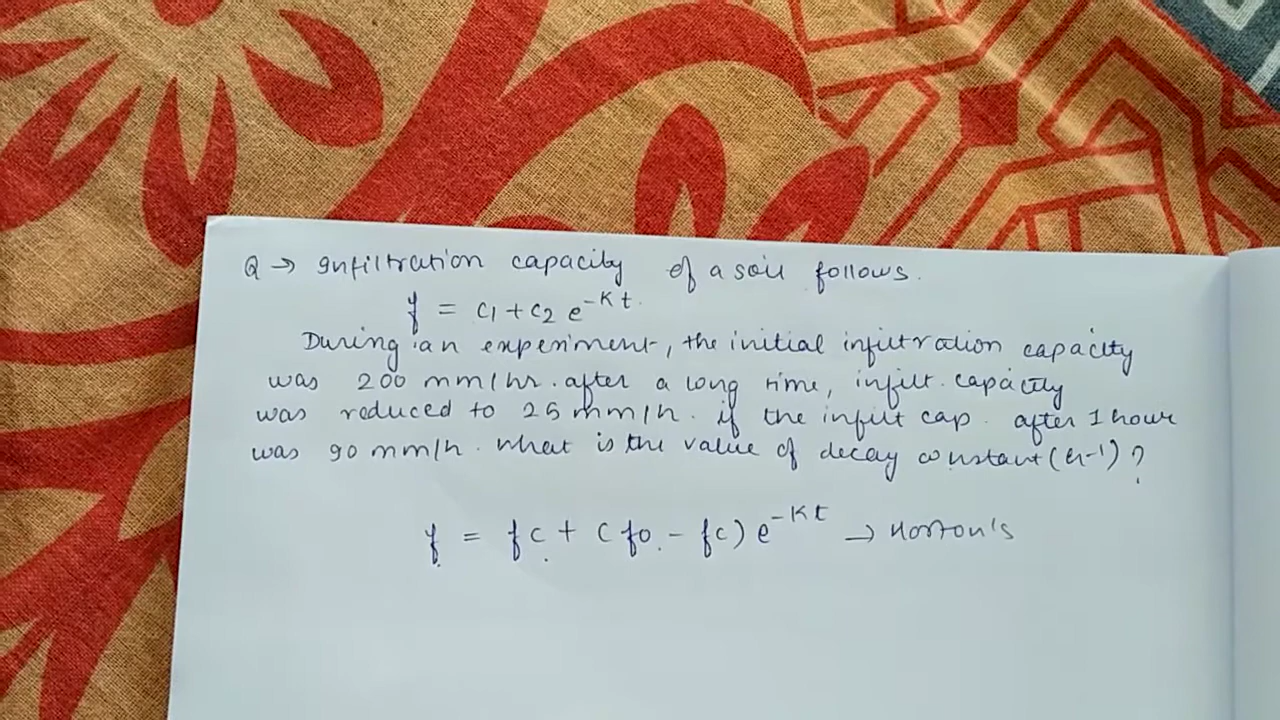 Q → Infiltration capacity of a soil follows.
f = c1 + c2 e^-Kt.
During an experiment, the initial infiltration capacity
was 200 mm/hr. after a long time, infilt. capacity
was reduced to 25 mm/h. if the infilt cap. after 1 hour
was 90 mm/h. what is the value of decay constant (h-1) ?
f = fc + (fo - fc) e^-Kt → Horton's